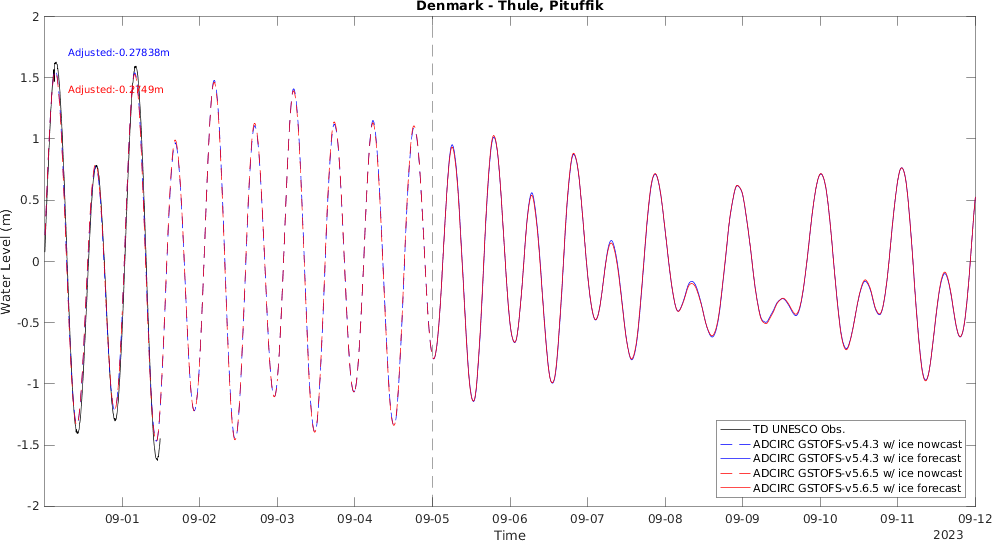 Denmark - Thule, Pituffik
2
1.5
1
0.5
0
-0.5
-1
-1.5
-2
Water Level (m)
Adjusted:-0.27838m
Adjusted:-0.2749m
TD UNESCO Obs.
ADCIRC GSTOFS-v5.4.3 w/ ice nowcast
ADCIRC GSTOFS-v5.4.3 w/ ice forecast
ADCIRC GSTOFS-v5.6.5 w/ ice nowcast
ADCIRC GSTOFS-v5.6.5 w/ ice forecast
09-01 09-02 09-03 09-04 09-05 09-06 09-07 09-08 09-09 09-10 09-11 09-12
Time
2023